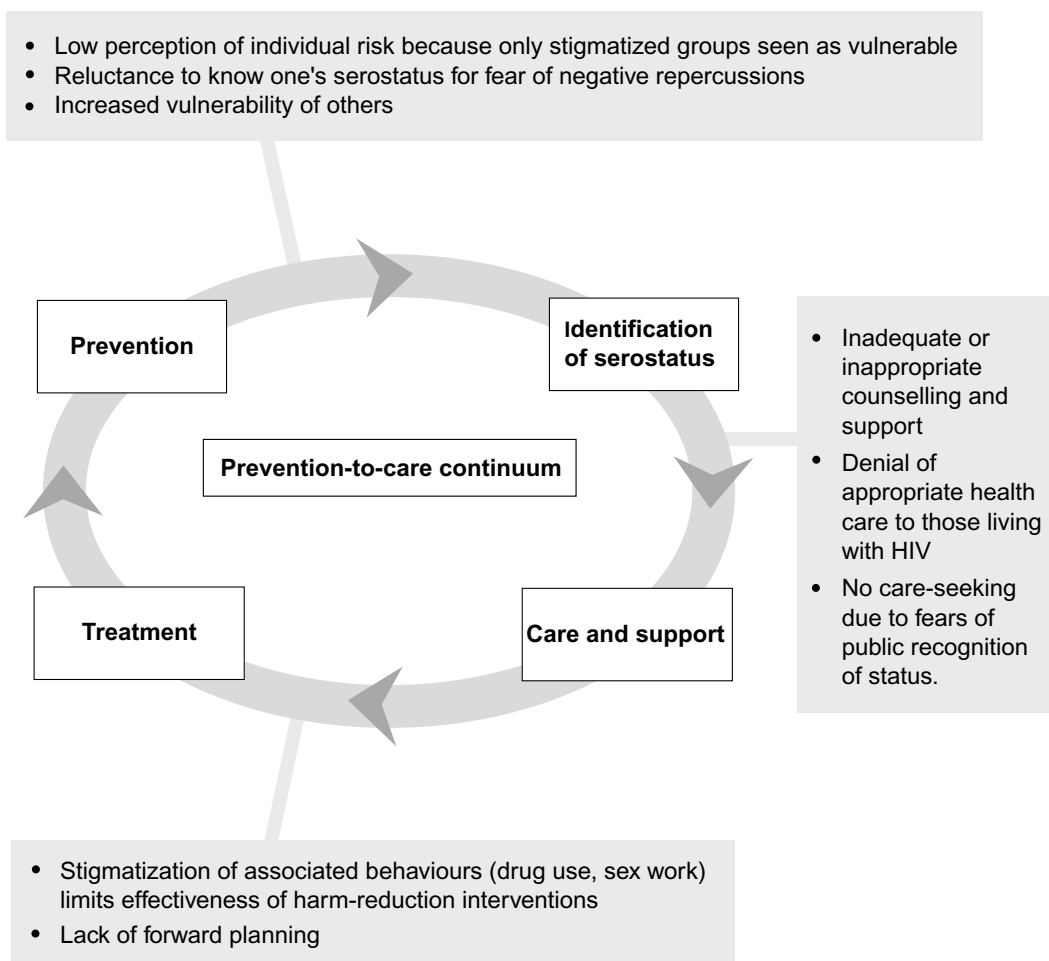 • Low perception of individual risk because only stigmatized groups seen as vulnerable
• Reluctance to know one's serostatus for fear of negative repercussions
• Increased vulnerability of others
Prevention
Identification
of serostatus
Prevention-to-care continuum
Treatment
Care and support
• Inadequate or
inappropriate
counselling and
support
• Denial of
appropriate health
care to those living
with HIV
• No care-seeking
due to fears of
public recognition
of status.
• Stigmatization of associated behaviours (drug use, sex work)
limits effectiveness of harm-reduction interventions
• Lack of forward planning